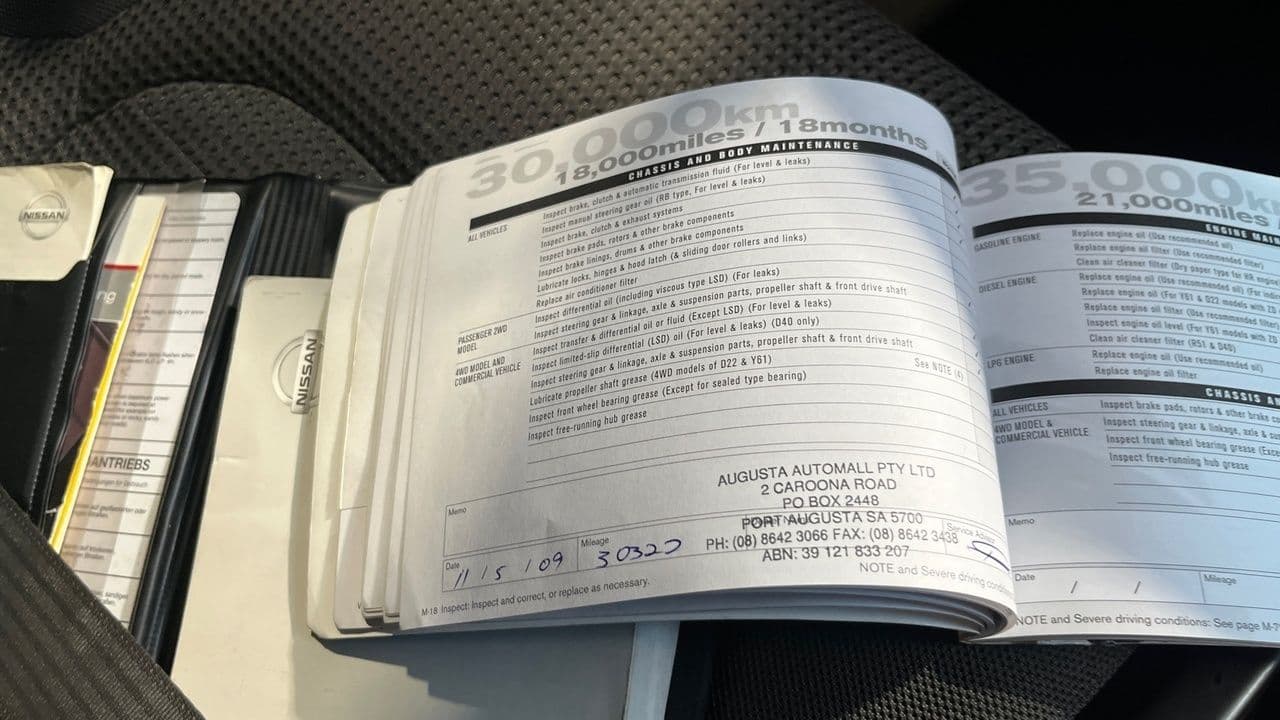 NISSAN
ng
ANTRIEBS
NISSAN
30,000km
18,000miles / 18months
CHASSIS AND BODY MAINTENANCE
ALL VEHICLES
Inspect brake, clutch & automatic transmission fluid (For level & leaks)
Inspect manual steering gear oil (RB type, For level & leaks)
Inspect brake, clutch & exhaust systems
Inspect brake pads, rotors & other brake components
Inspect brake linings, drums & other brake components
Lubricate locks, hinges & hood latch (& sliding door rollers and links)
Replace air conditioner filter
PASSENGER 2WD MODEL
Inspect differential oil (including viscous type LSD) (For leaks)
Inspect steering gear & linkage, axle & suspension parts, propeller shaft & front drive shaft
4WD MODEL AND COMMERCIAL VEHICLE
Inspect transfer & differential oil or fluid (Except LSD) (For level & leaks)
Inspect limited-slip differential (LSD) oil (For level & leaks) (D40 only)
Inspect steering gear & linkage, axle & suspension parts, propeller shaft & front drive shaft
Lubricate propeller shaft grease (4WD models of D22 & Y61) See NOTE (4)
Inspect front wheel bearing grease (Except for sealed type bearing)
Inspect free-running hub grease
AUGUSTA AUTOMALL PTY LTD
2 CAROONA ROAD
PO BOX 2448
PORT AUGUSTA SA 5700
PH: (08) 8642 3066 FAX: (08) 8642 3438
ABN: 39 121 833 207
Memo
Date 11 / 5 / 09 Mileage 30320
Service
NOTE and Severe driving
M-18 Inspect: Inspect and correct, or replace as necessary.
35,000k
21,000miles
ENGINE MAIN
GASOLINE ENGINE
Replace engine oil (Use recommended oil)
Replace engine oil filter (Use recommended filter)
Clean air cleaner filter (Dry paper type for HR engine
DIESEL ENGINE
Replace engine oil (Use recommended oil) (For
Replace engine oil (For Y61 & D22 models with ZD
Replace engine oil filter (Use recommended filter
Inspect engine oil level (For Y61 models with ZD
Clean air cleaner filter (R51 & D40)
LPG ENGINE
Replace engine oil (Use recommended oil)
Replace engine oil filter
CHASSIS A
ALL VEHICLES
Inspect brake pads, rotors & other brake c
4WD MODEL & COMMERCIAL VEHICLE
Inspect steering gear & linkage, axle & s
Inspect front wheel bearing grease (Exce
Inspect free-running hub grease
Memo
Date / / Mileage
NOTE and Severe driving conditions: See page M-7